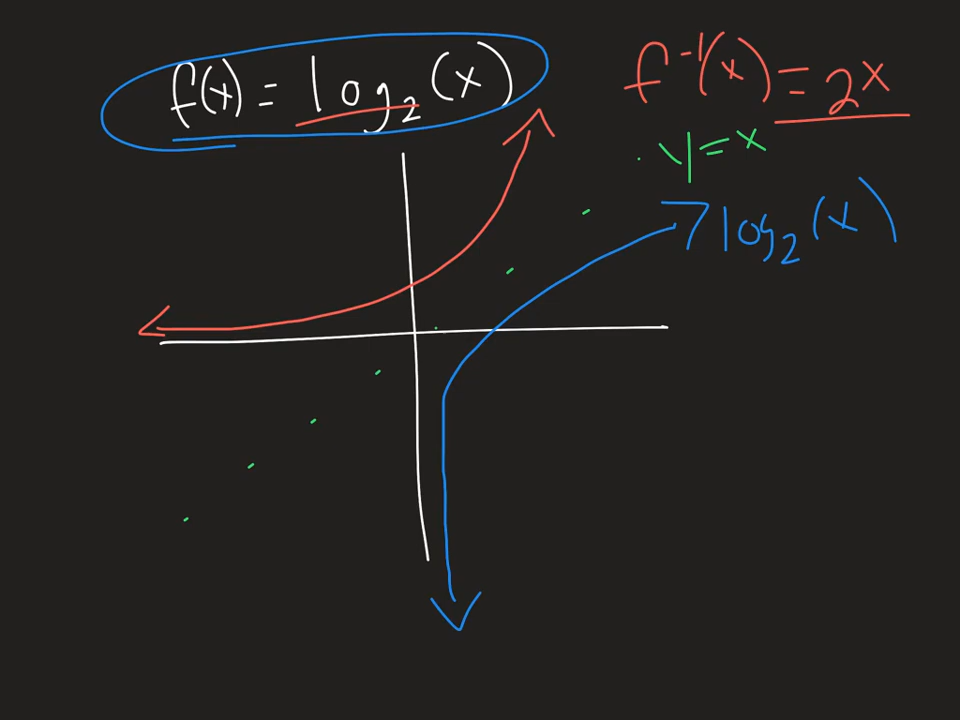 f(x) = log₂(x)
f⁻¹(x) = 2ˣ
y = x
log₂(x)